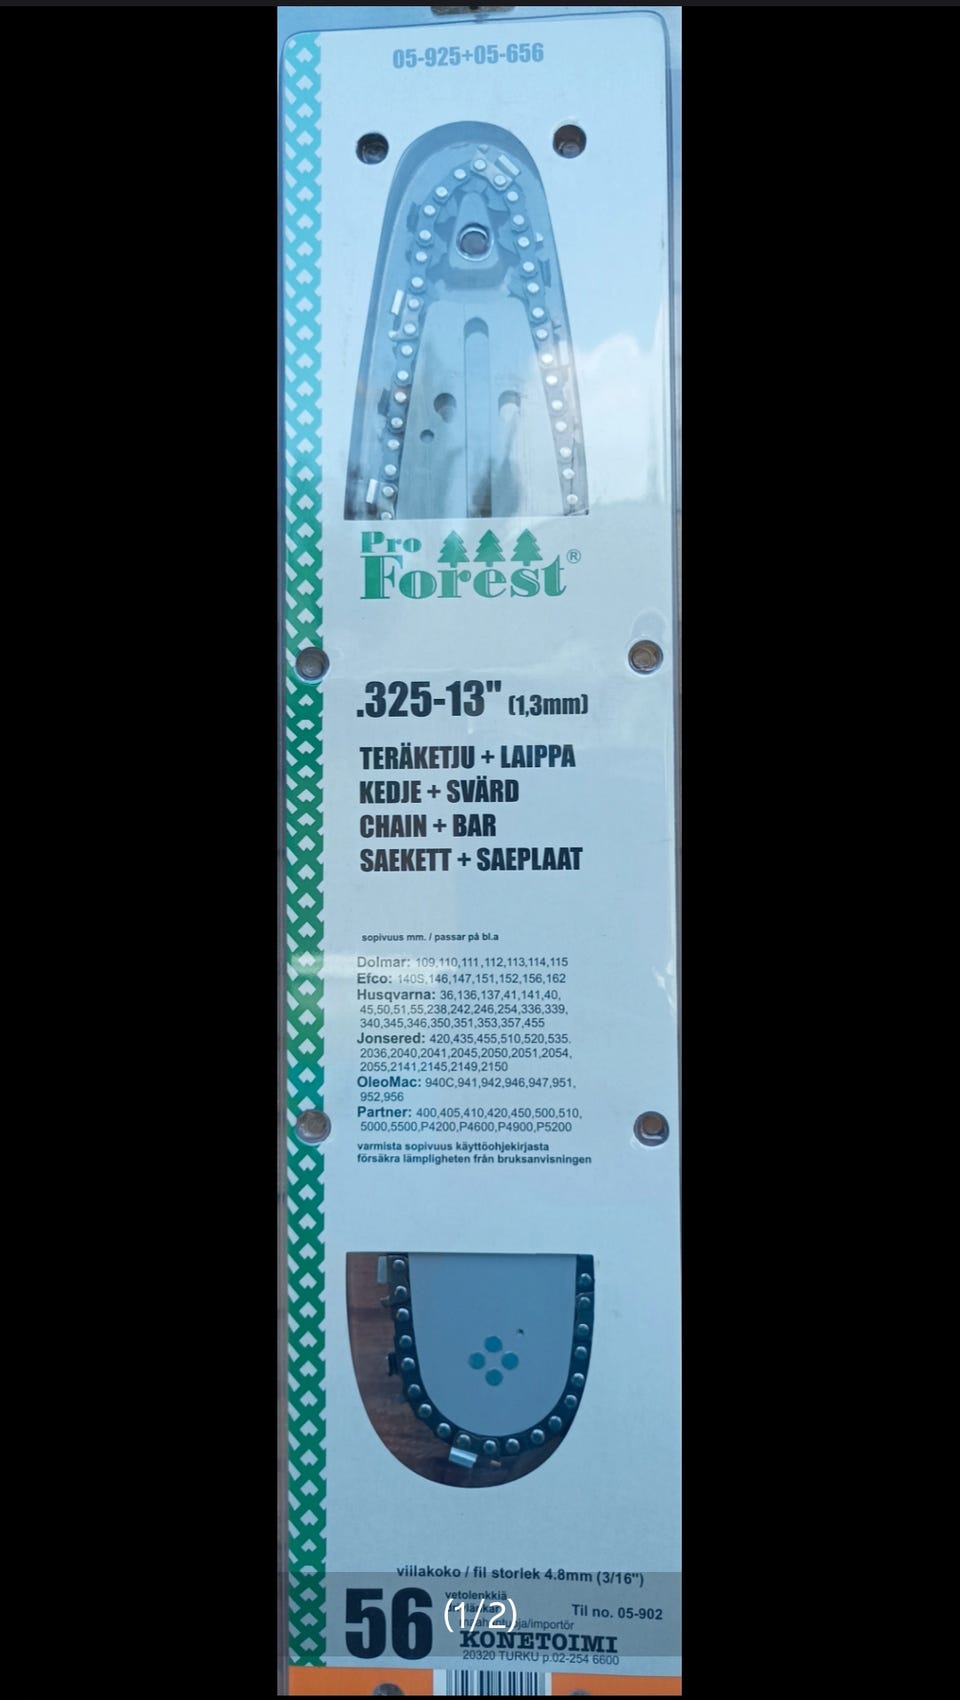 05-925+05-656
Pro
Forest®
.325-13" (1,3mm)
TERÄKETJU + LAIPPA
KEDJE + SVÄRD
CHAIN + BAR
SAEKETT + SAEPLAAT
sopivuus mm. / passar på bl.a
Dolmar: 109,110,111,112,113,114,115
Efco: 140S,146,147,151,152,156,162
Husqvarna: 36,136,137,41,141,40,
45,50,51,55,238,242,246,254,336,339,
340,345,346,350,351,353,357,455
Jonsered: 420,435,455,510,520,535.
2036,2040,2041,2045,2050,2051,2054,
2055,2141,2145,2149,2150
OleoMac: 940C,941,942,946,947,951,
952,956
Partner: 400,405,410,420,450,500,510,
5000,5500,P4200,P4600,P4900,P5200
varmista sopivuus käyttöohjekirjasta
försäkra lämpligheten från bruksanvisningen
viilakoko / fil storlek 4.8mm (3/16")
56
vetolenkkiä
(1/2)
Til no. 05-902
maahantuoja/importör
KONETOIMI
20320 TURKU p.02-254 6600